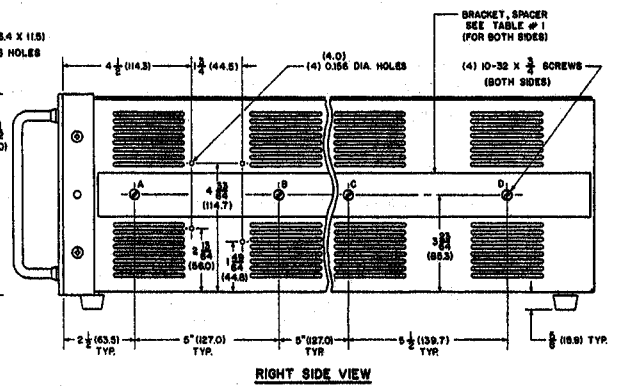 .4 X 11.5)
HOLES
BRACKET, SPACER
SEE TABLE #1
(FOR BOTH SIDES)
4 1/2 (114.3)
1 3/4 (44.5)
(4.0)
(4) 0.156 DIA. HOLES
(4) 10-32 X 3/4 SCREWS
(BOTH SIDES)
A
B
C
D
4 33/64
(114.7)
2 13/64
(56.0)
1 49/64
(44.8)
3 23/64
(85.3)
2 1/2 (63.5)
TYP.
5" (127.0)
TYP.
5" (127.0)
TYP
5 1/2 (139.7)
TYP.
5/8 (15.9) TYP.
RIGHT SIDE VIEW